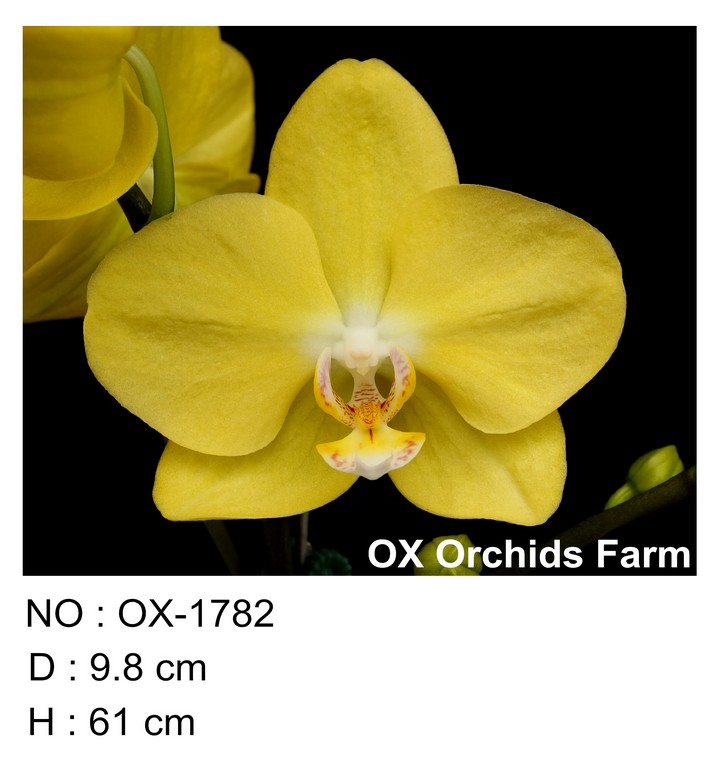 OX Orchids Farm
NO : OX-1782
D : 9.8 cm
H : 61 cm